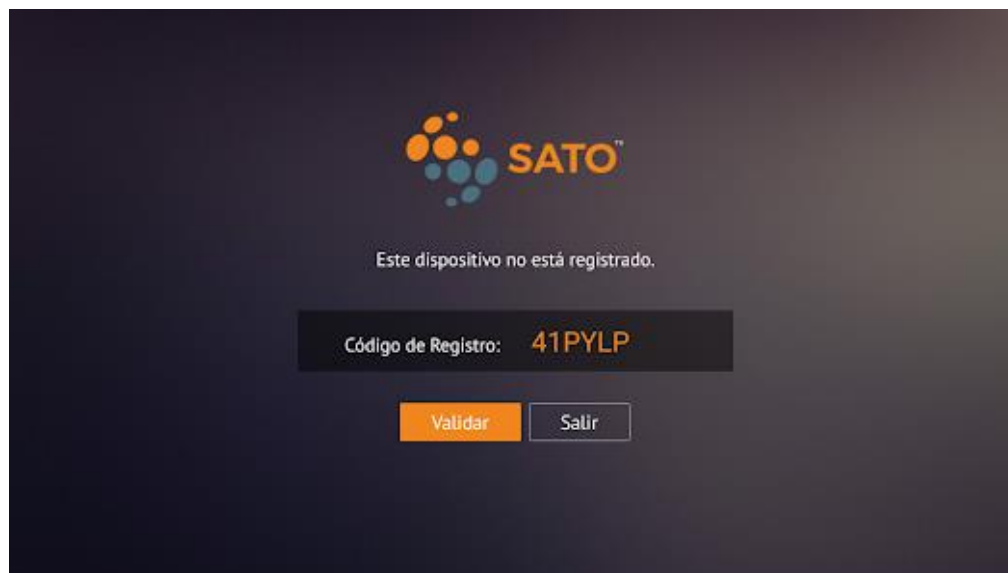 SATO™
Este dispositivo no está registrado.
Código de Registro: 41PYLP
Validar Salir